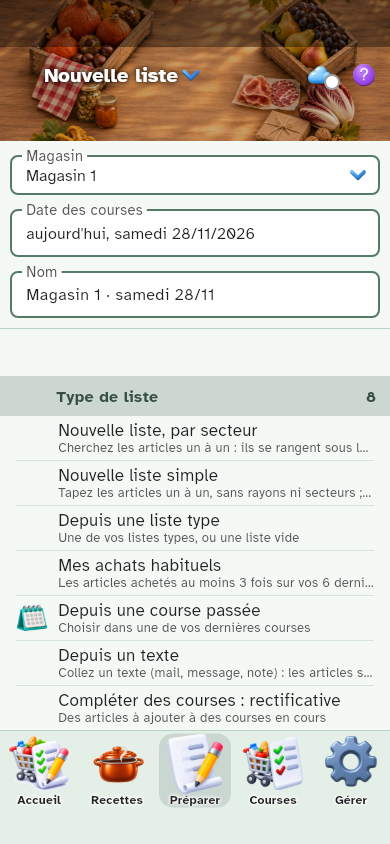 Nouvelle liste
?
Magasin
Magasin 1
Date des courses
aujourd'hui, samedi 28/11/2026
Nom
Magasin 1 · samedi 28/11
Type de liste 8
Nouvelle liste, par secteur
Cherchez les articles un à un : ils se rangent sous l...
Nouvelle liste simple
Tapez les articles un à un, sans rayons ni secteurs ;...
Depuis une liste type
Une de vos listes types, ou une liste vide
Mes achats habituels
Les articles achetés au moins 3 fois sur vos 6 derni...
Depuis une course passée
Choisir dans une de vos dernières courses
Depuis un texte
Collez un texte (mail, message, note) : les articles s...
Compléter des courses : rectificative
Des articles à ajouter à des courses en cours
Accueil
Recettes
Préparer
Courses
Gérer